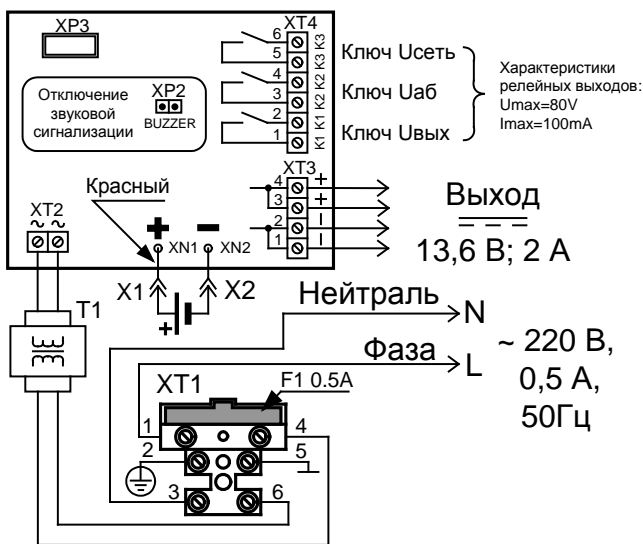 XP3
XT4
6 K3
5 K3
4 K2
3 K2
2 K1
1 K1
Ключ Uсеть
Ключ Uаб
Ключ Uвых
Характеристики
релейных выходов:
Umax=80V
Imax=100mA
Отключение
звуковой
сигнализации
XP2
BUZZER
Красный
XT3
4 +
3 +
2 –
1 –
Выход
13,6 В; 2 А
XT2
~ ~
+ –
XN1 XN2
X1 X2
+
T1
Нейтраль N
Фаза L
~ 220 В,
0,5 А,
50Гц
XT1
F1 0.5A
1 4
2 5
3 6